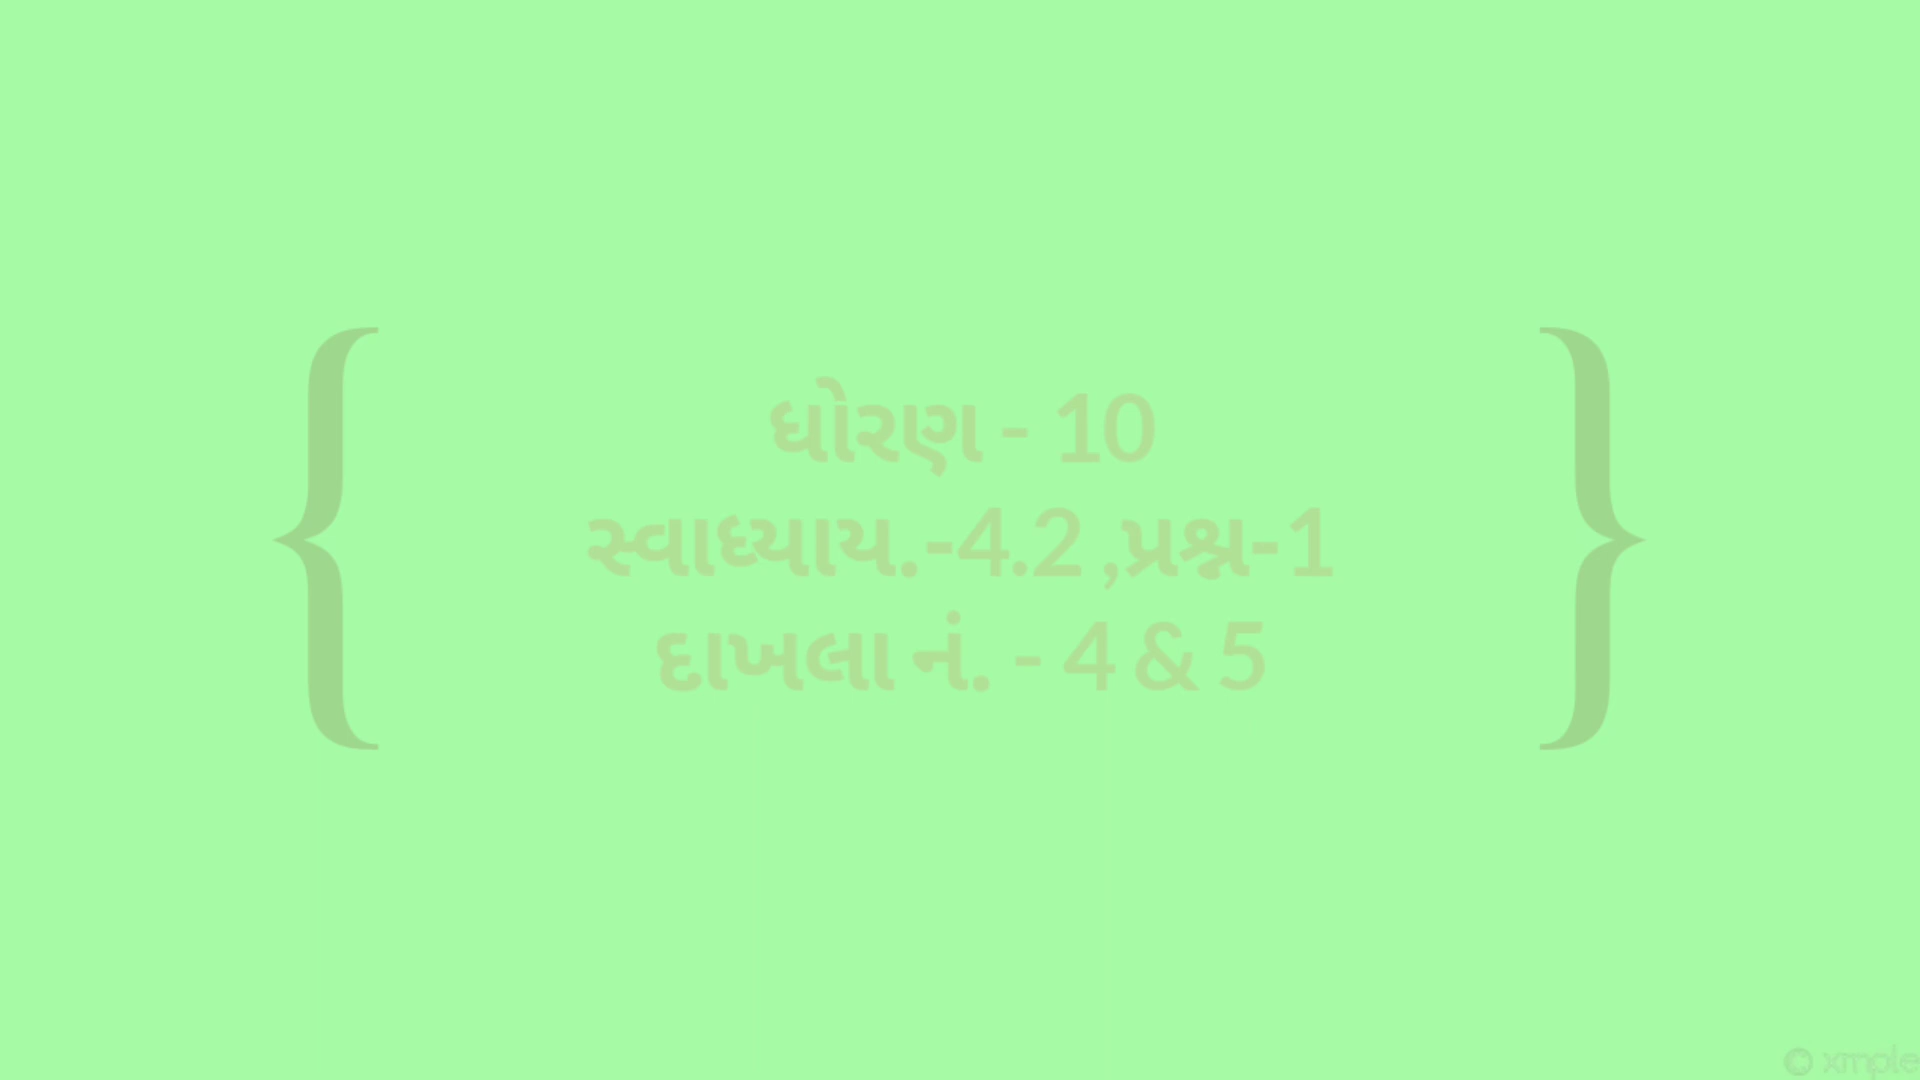 ધોરણ - 10
સ્વાધ્યાય.-4.2 ,પ્રશ્ન-1
દાખલા નં. - 4 & 5
© xmple